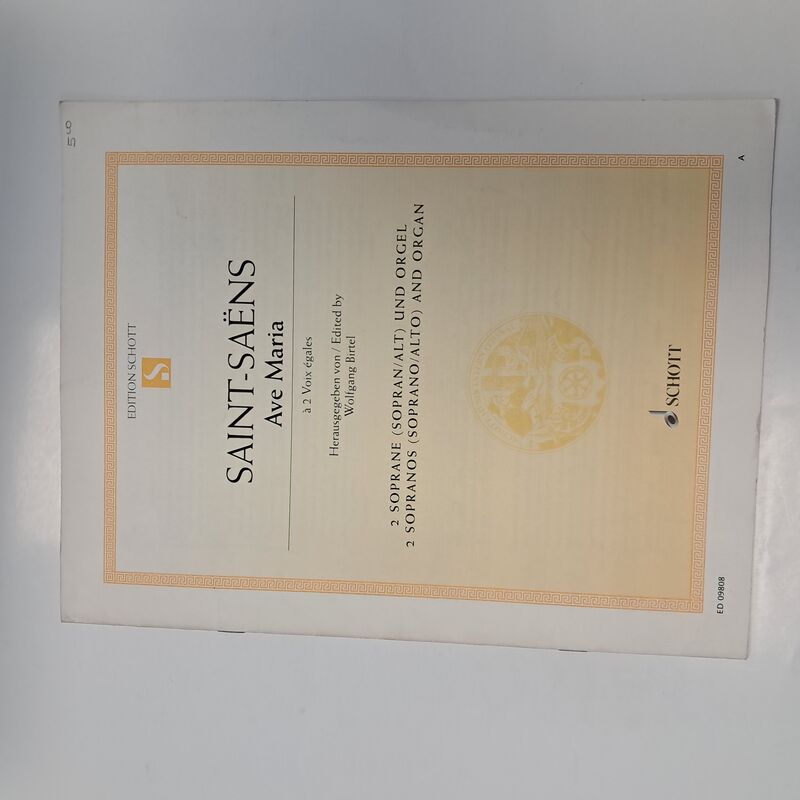 EDITION SCHOTT
S
SAINT-SAËNS
Ave Maria
à 2 Voix égales
Herausgegeben von / Edited by
Wolfgang Birtel
2 SOPRANE (SOPRAN/ALT) UND ORGEL
2 SOPRANOS (SOPRANO/ALTO) AND ORGAN
SCHOTT
ED 09808
A